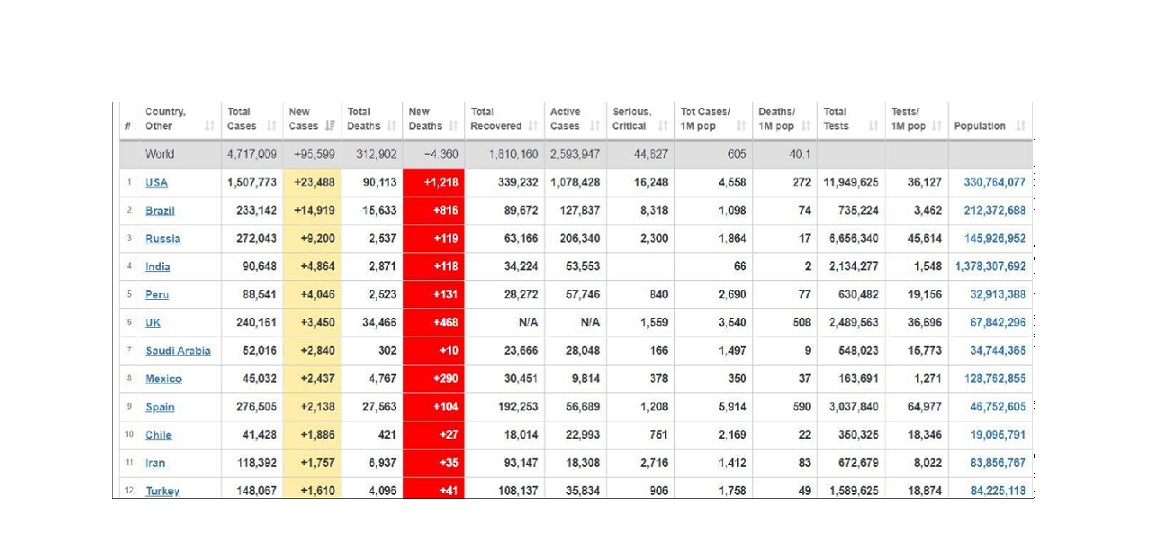 # Country, Other Total Cases New Cases Total Deaths New Deaths Total Recovered Active Cases Serious, Critical Tot Cases/ 1M pop Deaths/ 1M pop Total Tests Tests/ 1M pop Population
World 4,717,009 +95,599 312,902 +4,360 1,810,160 2,593,947 44,827 605 40.1
1 USA 1,507,773 +23,488 90,113 +1,218 339,232 1,078,428 16,248 4,558 272 11,949,625 36,127 330,764,077
2 Brazil 233,142 +14,919 15,633 +816 89,672 127,837 8,318 1,098 74 735,224 3,462 212,372,688
3 Russia 272,043 +9,200 2,537 +119 63,166 206,340 2,300 1,864 17 6,656,340 45,614 145,926,952
4 India 90,648 +4,864 2,871 +118 34,224 53,553 66 2 2,134,277 1,548 1,378,307,692
5 Peru 88,541 +4,046 2,523 +131 28,272 57,746 840 2,690 77 630,482 19,156 32,913,388
6 UK 240,161 +3,450 34,466 +468 N/A N/A 1,559 3,540 508 2,489,563 36,696 67,842,296
7 Saudi Arabia 52,016 +2,840 302 +10 23,666 28,048 166 1,497 9 548,023 15,773 34,744,365
8 Mexico 45,032 +2,437 4,767 +290 30,451 9,814 378 350 37 163,691 1,271 128,762,855
9 Spain 276,505 +2,138 27,563 +104 192,253 56,689 1,208 5,914 590 3,037,840 64,977 46,752,605
10 Chile 41,428 +1,886 421 +27 18,014 22,993 751 2,169 22 350,325 18,346 19,095,791
11 Iran 118,392 +1,757 6,937 +35 93,147 18,308 2,716 1,412 83 672,679 8,022 83,856,767
12 Turkey 148,067 +1,610 4,096 +41 108,137 35,834 906 1,758 49 1,589,625 18,874 84,225,118